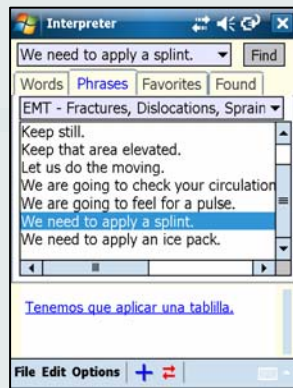 Interpreter
We need to apply a splint.
Find
Words Phrases Favorites Found
EMT - Fractures, Dislocations, Sprain
Keep still.
Keep that area elevated.
Let us do the moving.
We are going to check your circulation
We are going to feel for a pulse.
We need to apply a splint.
We need to apply an ice pack.
Tenemos que aplicar una tablilla.
File Edit Options